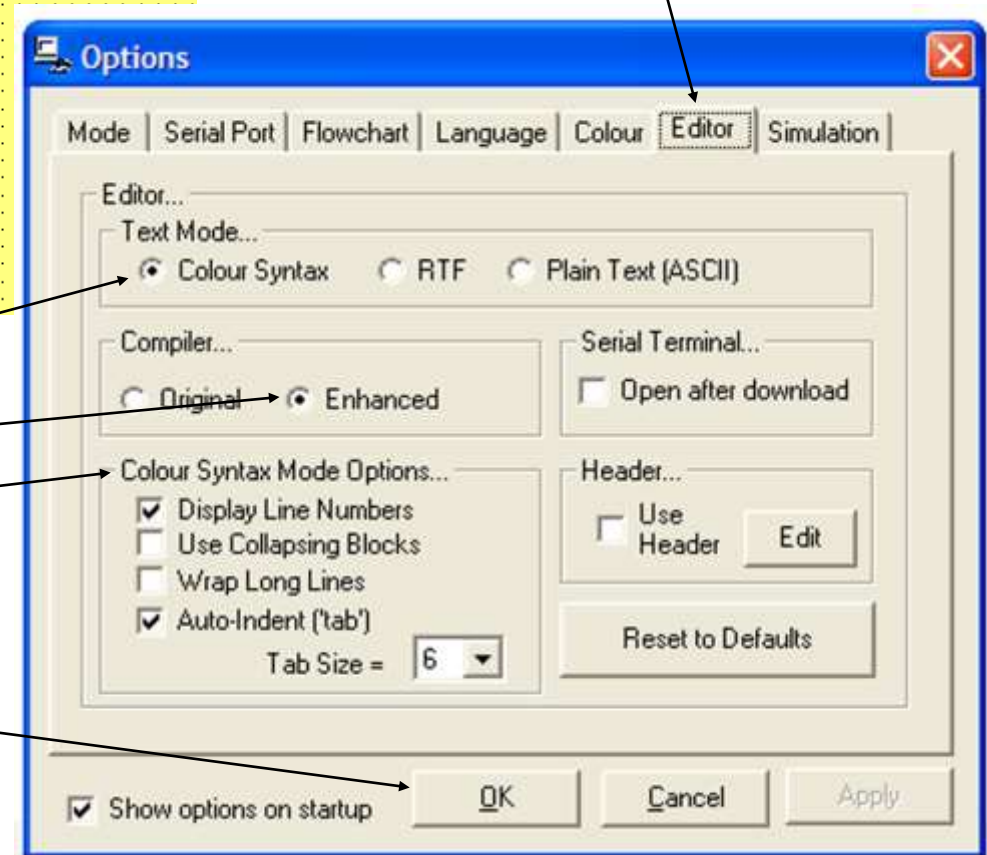 Options
Mode Serial Port Flowchart Language Colour Editor Simulation
Editor...
Text Mode...
Colour Syntax RTF Plain Text (ASCII)
Compiler...
Original Enhanced
Serial Terminal...
Open after download
Colour Syntax Mode Options...
Display Line Numbers
Use Collapsing Blocks
Wrap Long Lines
Auto-Indent ('tab')
Tab Size = 6
Header...
Use
Header
Edit
Reset to Defaults
Show options on startup
OK Cancel Apply